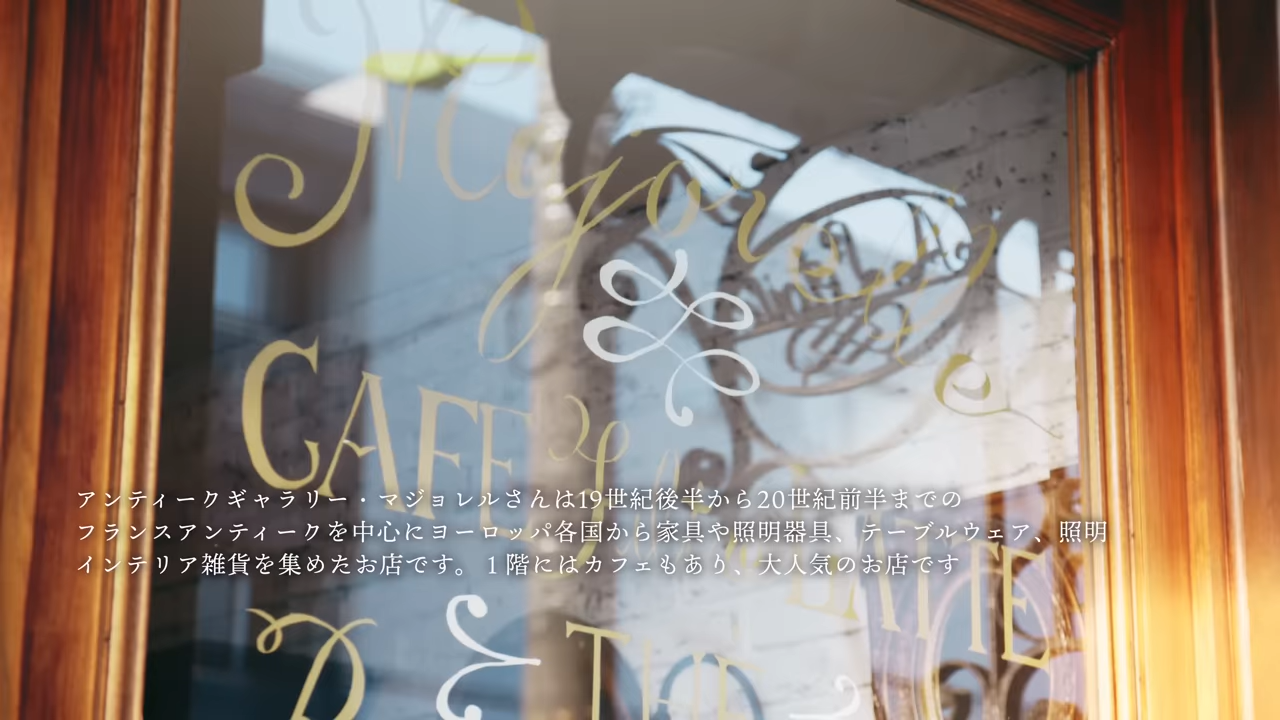 Majorelle
CAFE
アンティークギャラリー・マジョレルさんは19世紀後半から20世紀前半までの
フランスアンティークを中心にヨーロッパ各国から家具や照明器具、テーブルウェア、照明
インテリア雑貨を集めたお店です。１階にはカフェもあり、大人気のお店です
LATTE
THE